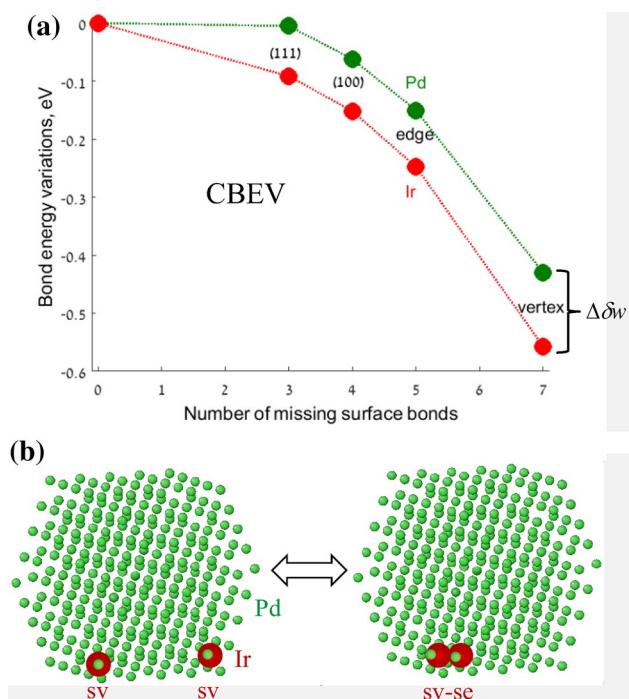 (a)
0
-0.1
-0.2
-0.3
-0.4
-0.5
-0.6
Bond energy variations, eV
(111)
(100)
Pd
edge
Ir
CBEV
vertex
Δδw
0 1 2 3 4 5 6 7
Number of missing surface bonds
(b)
Pd
Ir
sv sv sv-se